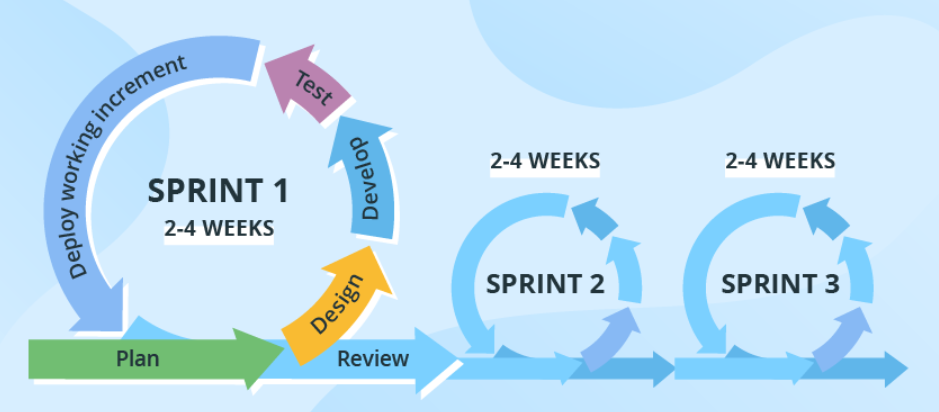 Deploy working increment
Test
Develop
SPRINT 1
2-4 WEEKS
Design
Plan
Review
2-4 WEEKS
SPRINT 2
2-4 WEEKS
SPRINT 3